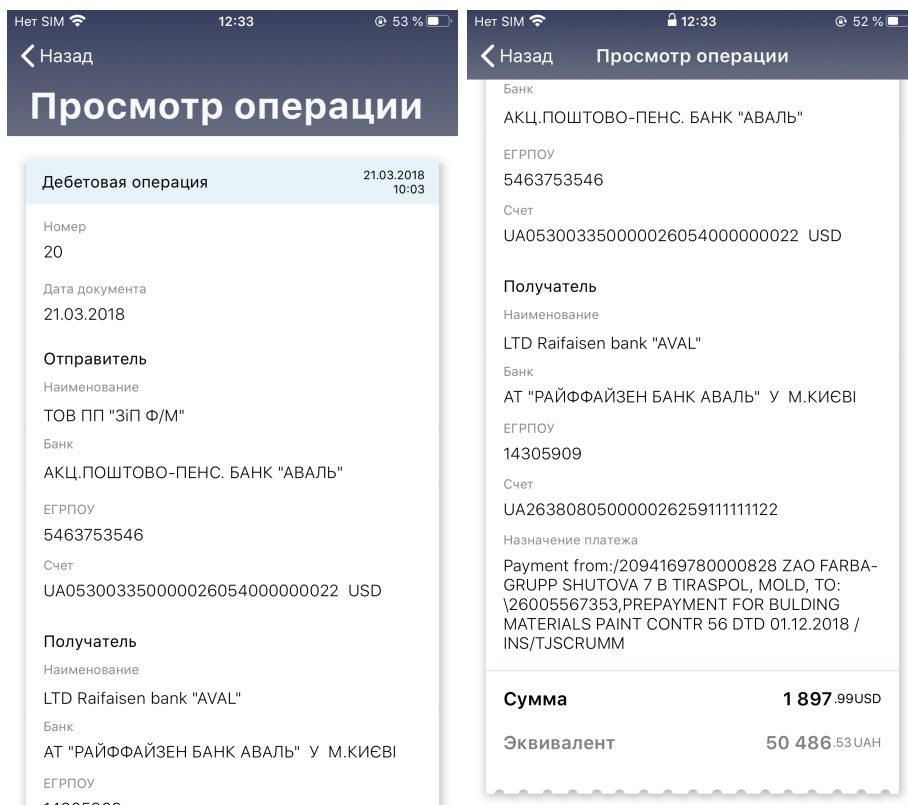 Нет SIM 12:33 53 %
Назад
Просмотр операции
Дебетовая операция 21.03.2018
10:03
Номер
20
Дата документа
21.03.2018
Отправитель
Наименование
ТОВ ПП "ЗіП Ф/М"
Банк
АКЦ.ПОШТОВО-ПЕНС. БАНК "АВАЛЬ"
ЕГРПОУ
5463753546
Счет
UA053003350000026054000000022 USD
Получатель
Наименование
LTD Raifaisen bank "AVAL"
Банк
АТ "РАЙФФАЙЗЕН БАНК АВАЛЬ" У М.КИЄВІ
ЕГРПОУ
Нет SIM 12:33 52 %
Назад Просмотр операции
Банк
АКЦ.ПОШТОВО-ПЕНС. БАНК "АВАЛЬ"
ЕГРПОУ
5463753546
Счет
UA053003350000026054000000022 USD
Получатель
Наименование
LTD Raifaisen bank "AVAL"
Банк
АТ "РАЙФФАЙЗЕН БАНК АВАЛЬ" У М.КИЄВІ
ЕГРПОУ
14305909
Счет
UA263808050000026259111111122
Назначение платежа
Payment from:/2094169780000828 ZAO FARBA-
GRUPP SHUTOVA 7 B TIRASPOL, MOLD, TO:
\26005567353,PREPAYMENT FOR BULDING
MATERIALS PAINT CONTR 56 DTD 01.12.2018 /
INS/TJSCRUMM
Сумма 1 897.99USD
Эквивалент 50 486.53UAH